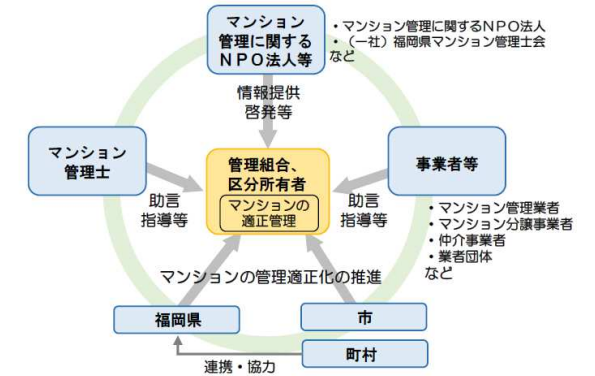 マンション
管理に関する
NPO法人等
・マンション管理に関するNPO法人
・（一社）福岡県マンション管理士会
など
情報提供
啓発等
マンション
管理士
管理組合、
区分所有者
マンションの
適正管理
事業者等
助言
指導等
助言
指導等
・マンション管理業者
・マンション分譲事業者
・仲介事業者
・業者団体
など
マンションの管理適正化の推進
福岡県
市
町村
連携・協力